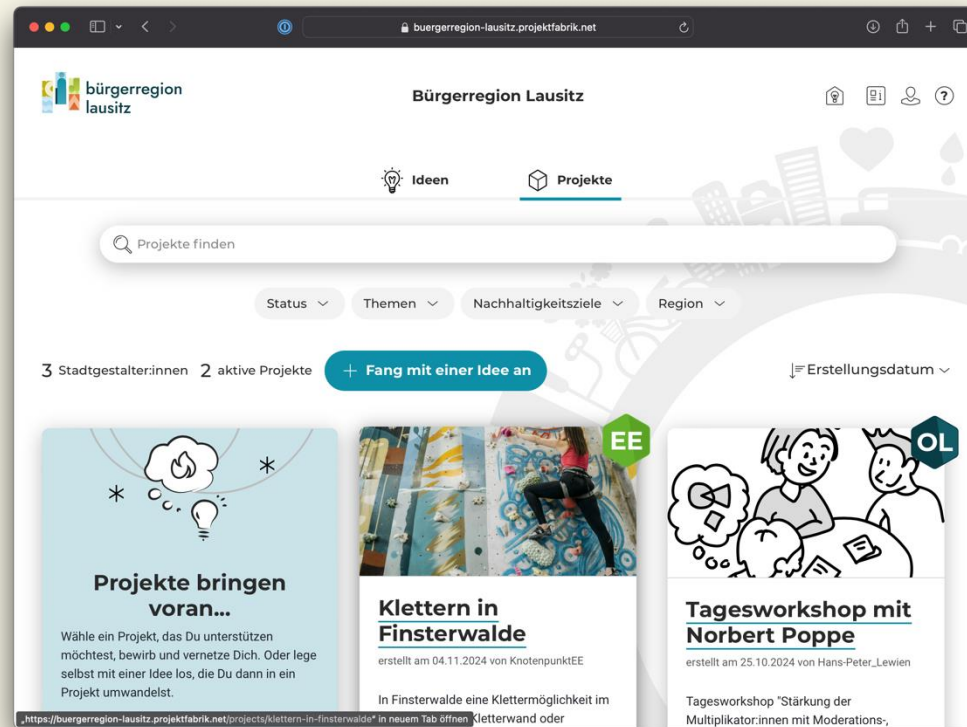 buergerregion-lausitz.projektfabrik.net
bürgerregion
lausitz
Bürgerregion Lausitz
Ideen
Projekte
Projekte finden
Status
Themen
Nachhaltigkeitsziele
Region
3 Stadtgestalter:innen 2 aktive Projekte
+ Fang mit einer Idee an
Erstellungsdatum
Projekte bringen
voran...
Wähle ein Projekt, das Du unterstützen
möchtest, bewirb und vernetze Dich. Oder lege
selbst mit einer Idee los, die Du dann in ein
Projekt umwandelst.
EE
Klettern in
Finsterwalde
erstellt am 04.11.2024 von KnotenpunktEE
In Finsterwalde eine Klettermöglichkeit im
Kletterwand oder
OL
Tagesworkshop mit
Norbert Poppe
erstellt am 25.10.2024 von Hans-Peter_Lewien
Tagesworkshop "Stärkung der
Multiplikator:innen mit Moderations-,
„https://buergerregion-lausitz.projektfabrik.net/projects/klettern-in-finsterwalde“ in neuem Tab öffnen